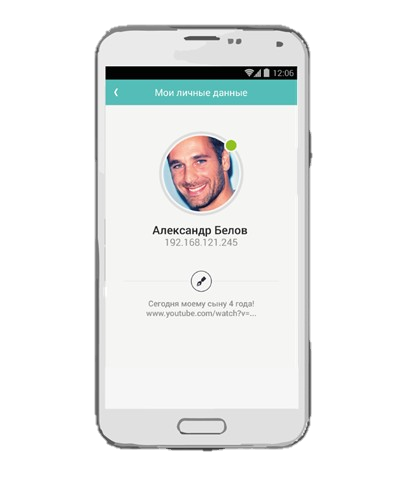 12:06
Мои личные данные
Александр Белов
192.168.121.245
Сегодня моему сыну 4 года!
www.youtube.com/watch?v=...